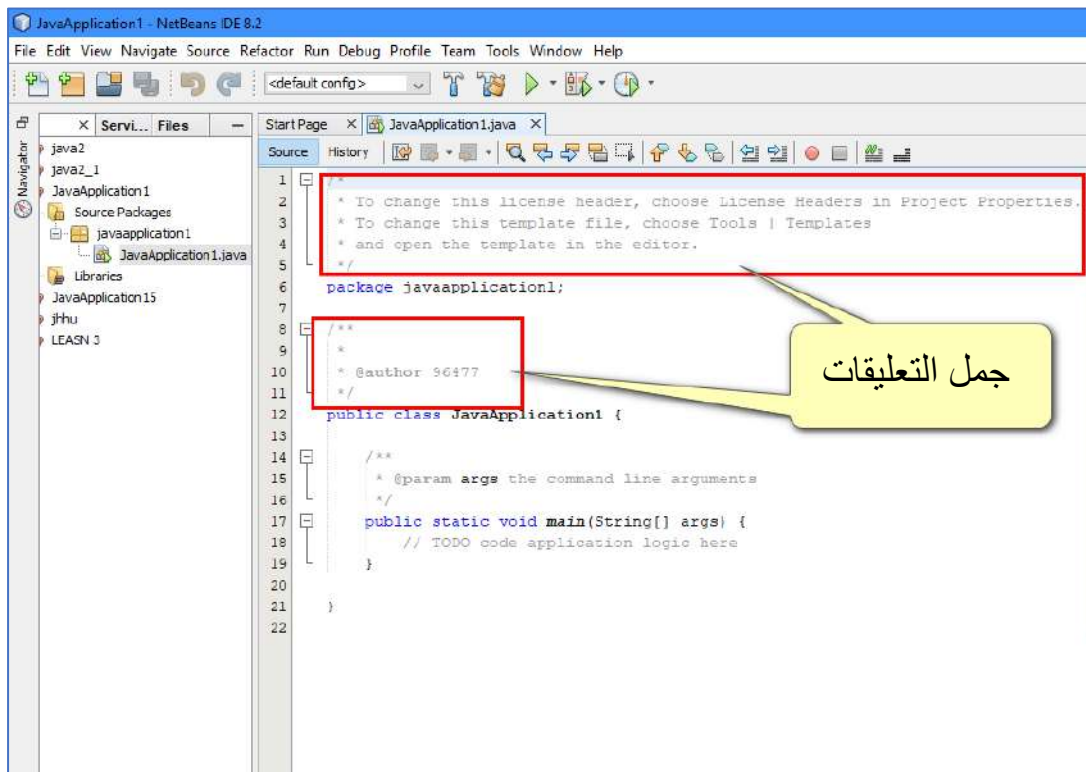 JavaApplication1 - NetBeans IDE 8.2
File Edit View Navigate Source Refactor Run Debug Profile Team Tools Window Help
<default config>
Navigator
Servi... Files
java2
java2_1
JavaApplication1
Source Packages
javaapplication1
JavaApplication1.java
Libraries
JavaApplication15
jhhu
LEASN 3
Start Page JavaApplication1.java
Source History
1 /*
2 * To change this license header, choose License Headers in Project Properties.
3 * To change this template file, choose Tools | Templates
4 * and open the template in the editor.
5 */
6 package javaapplication1;
7
8 /**
9 *
10 * @author 96477
11 */
12 public class JavaApplication1 {
13
14 /**
15 * @param args the command line arguments
16 */
17 public static void main(String[] args) {
18 // TODO code application logic here
19 }
20
21 }
22
جمل التعليقات